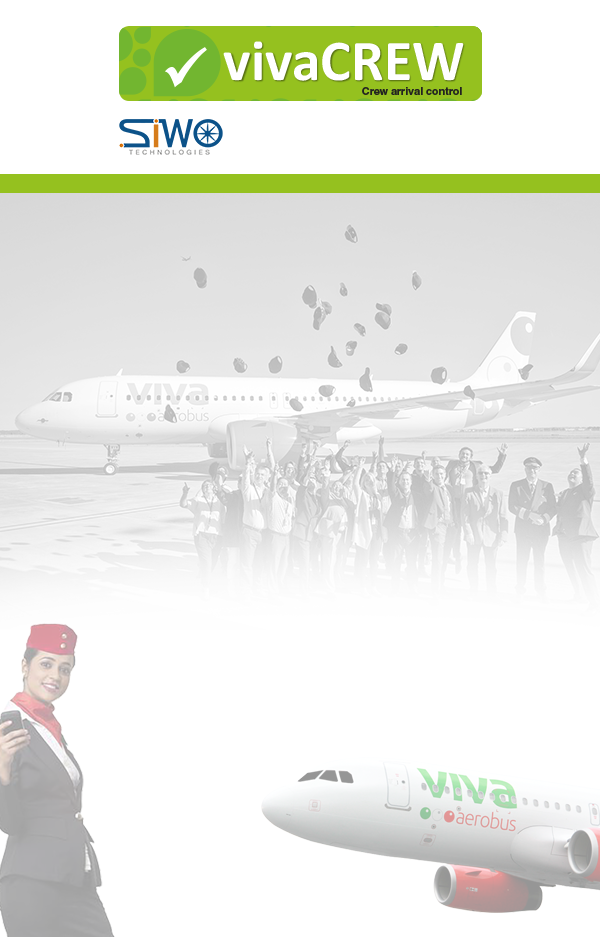 vivaCREW
Crew arrival control
SiWO
TECHNOLOGIES
viva
aerobus
viva
aerobus